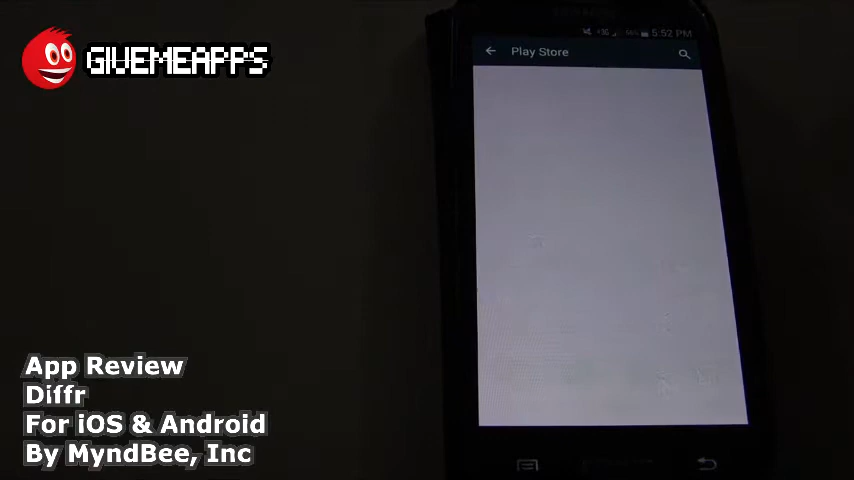 GIVEMEAPPS
5:52 PM
Play Store
App Review
Diffr
For iOS & Android
By MyndBee, Inc